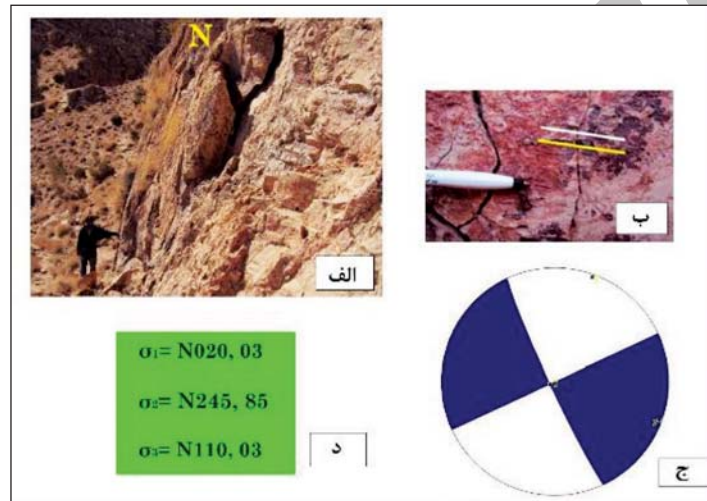 N
الف
ب
σ1= N020, 03
σ2= N245, 85
σ3= N110, 03
د
ج